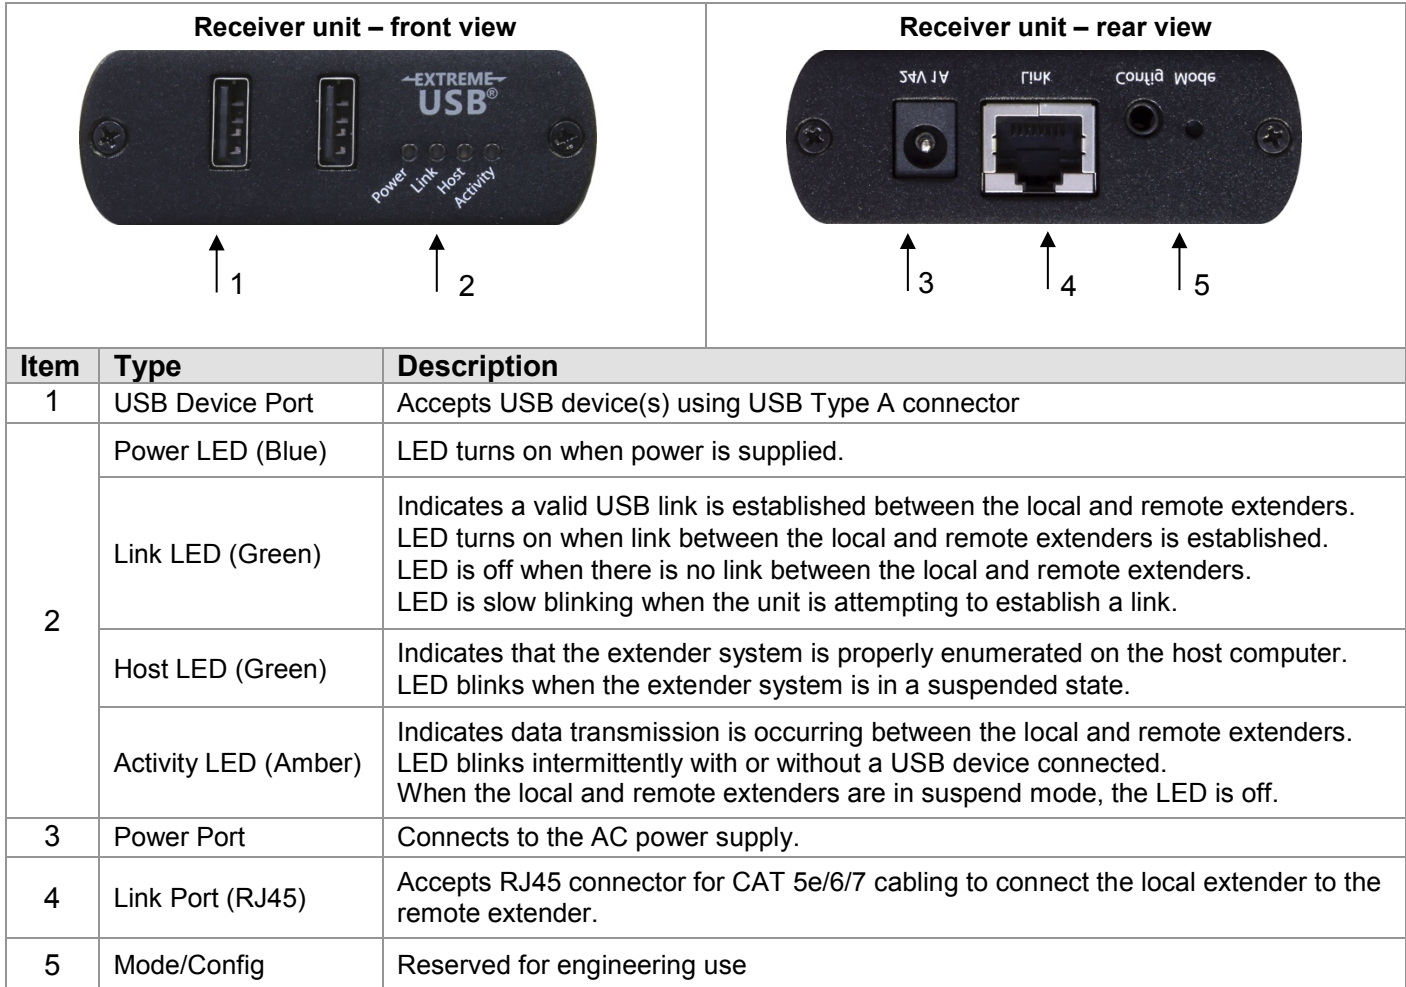 Receiver unit – front view
EXTREME
USB®
Power Link Host Activity
1
2
Receiver unit – rear view
24V 1A Link Config Mode
3
4
5
Item Type Description
1 USB Device Port Accepts USB device(s) using USB Type A connector
2
Power LED (Blue) LED turns on when power is supplied.
Link LED (Green)
Indicates a valid USB link is established between the local and remote extenders.
LED turns on when link between the local and remote extenders is established.
LED is off when there is no link between the local and remote extenders.
LED is slow blinking when the unit is attempting to establish a link.
Host LED (Green)
Indicates that the extender system is properly enumerated on the host computer.
LED blinks when the extender system is in a suspended state.
Activity LED (Amber)
Indicates data transmission is occurring between the local and remote extenders.
LED blinks intermittently with or without a USB device connected.
When the local and remote extenders are in suspend mode, the LED is off.
3 Power Port Connects to the AC power supply.
4 Link Port (RJ45)
Accepts RJ45 connector for CAT 5e/6/7 cabling to connect the local extender to the
remote extender.
5 Mode/Config Reserved for engineering use